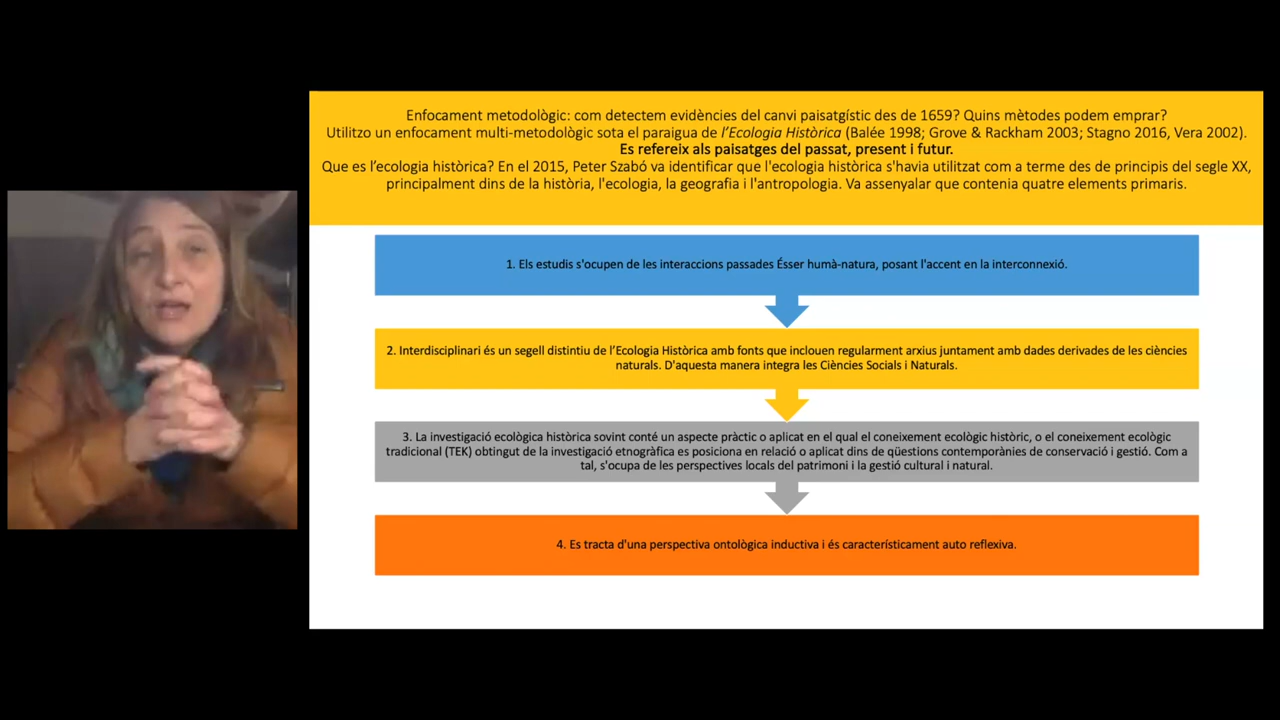 Enfocament metodològic: com detectem evidències del canvi paisatgístic des de 1659? Quins mètodes podem emprar?
Utilitzo un enfocament multi-metodològic sota el paraigua de l’Ecologia Històrica (Balée 1998; Grove & Rackham 2003; Stagno 2016, Vera 2002).
Es refereix als paisatges del passat, present i futur.
Que es l’ecologia històrica? En el 2015, Peter Szabó va identificar que l'ecologia històrica s'havia utilitzat com a terme des de principis del segle XX,
principalment dins de la història, l'ecologia, la geografia i l'antropologia. Va assenyalar que contenia quatre elements primaris.
1. Els estudis s'ocupen de les interaccions passades Ésser humà-natura, posant l'accent en la interconnexió.
2. Interdisciplinari és un segell distintiu de l’Ecologia Històrica amb fonts que inclouen regularment arxius juntament amb dades derivades de les ciències
naturals. D'aquesta manera integra les Ciències Socials i Naturals.
3. La investigació ecològica històrica sovint conté un aspecte pràctic o aplicat en el qual el coneixement ecològic històric, o el coneixement ecològic
tradicional (TEK) obtingut de la investigació etnogràfica es posiciona en relació o aplicat dins de qüestions contemporànies de conservació i gestió. Com a
tal, s'ocupa de les perspectives locals del patrimoni i la gestió cultural i natural.
4. Es tracta d'una perspectiva ontològica inductiva i és característicament auto reflexiva.